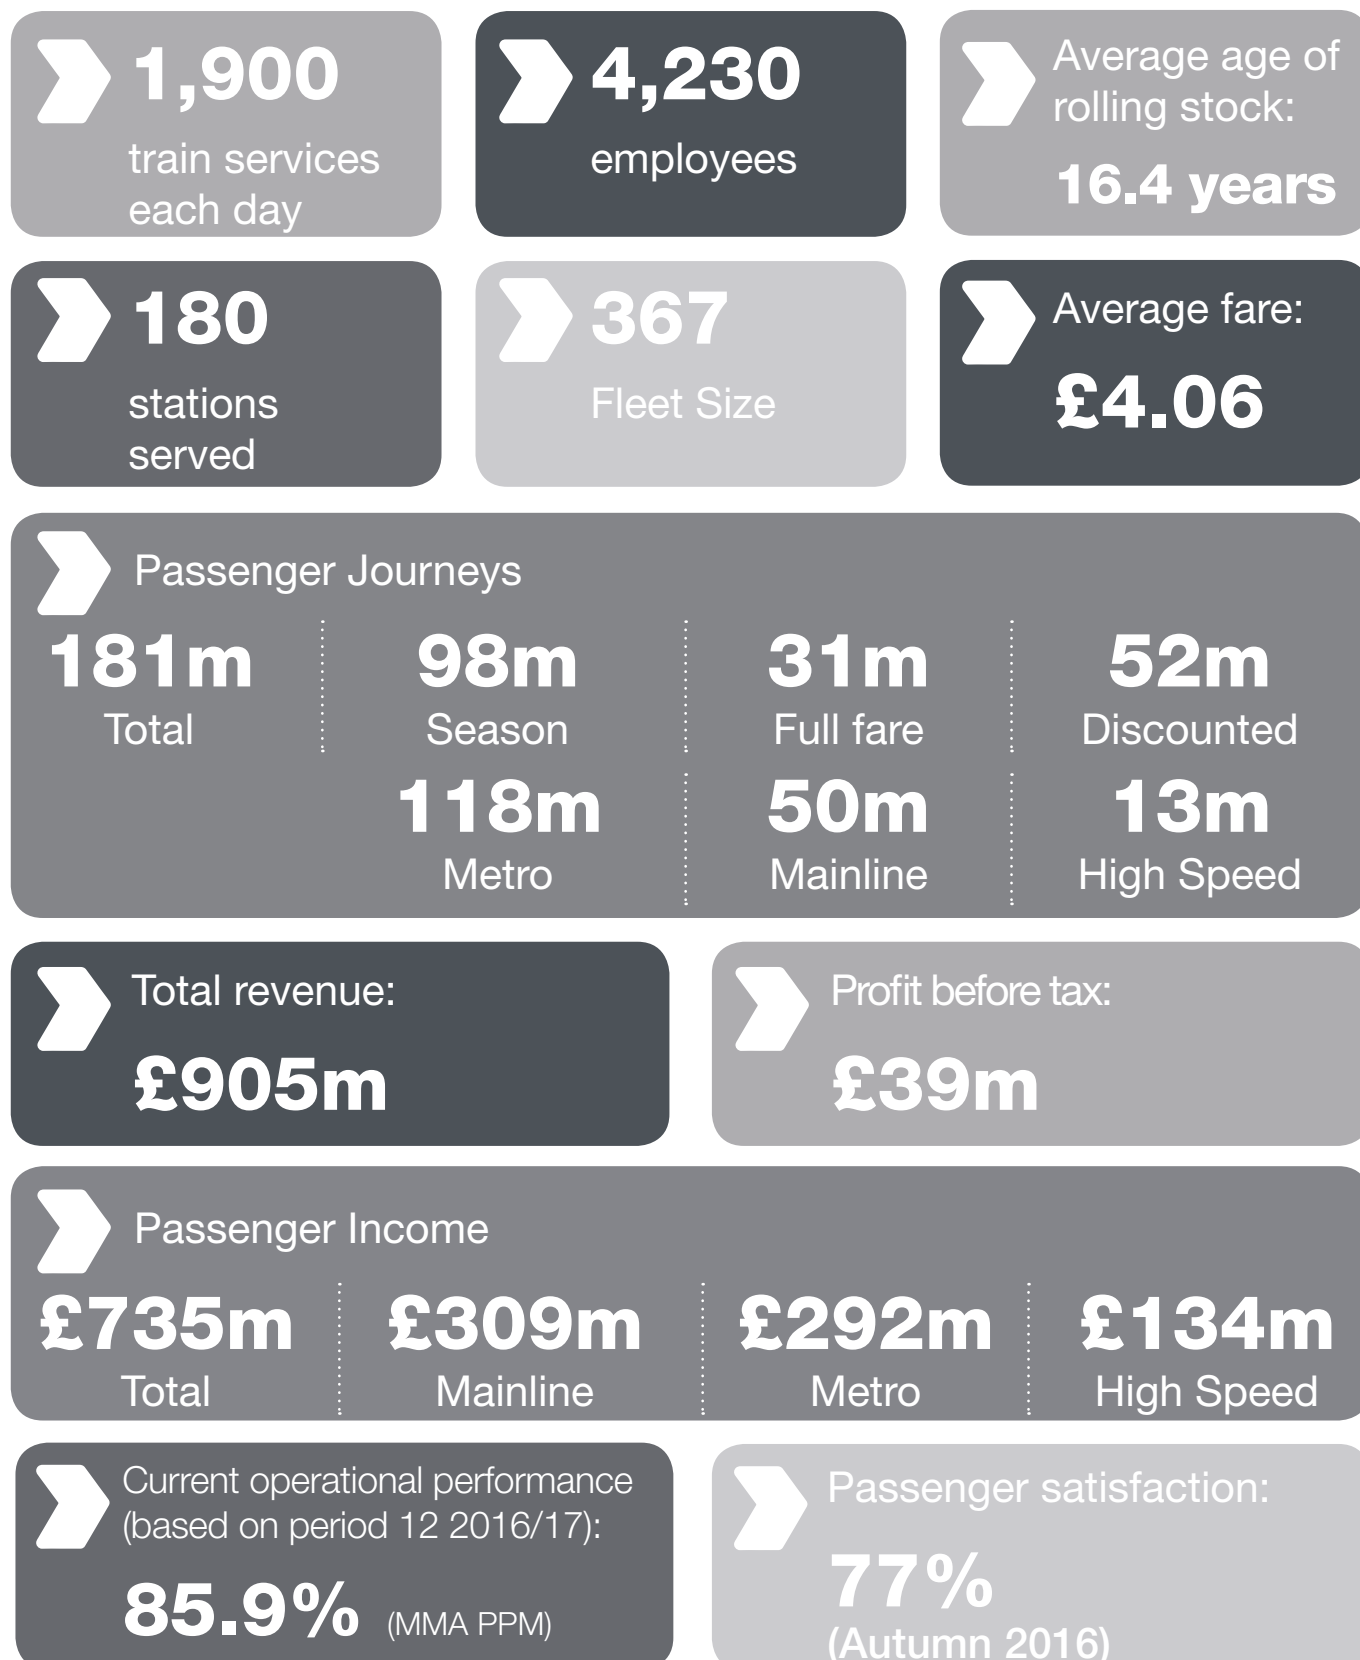 1,900
train services
each day
4,230
employees
Average age of
rolling stock:
16.4 years
180
stations
served
367
Fleet Size
Average fare:
£4.06
Passenger Journeys
181m
Total
98m
Season
31m
Full fare
52m
Discounted
118m
Metro
50m
Mainline
13m
High Speed
Total revenue:
£905m
Profit before tax:
£39m
Passenger Income
£735m
Total
£309m
Mainline
£292m
Metro
£134m
High Speed
Current operational performance
(based on period 12 2016/17):
85.9% (MMA PPM)
Passenger satisfaction:
77%
(Autumn 2016)